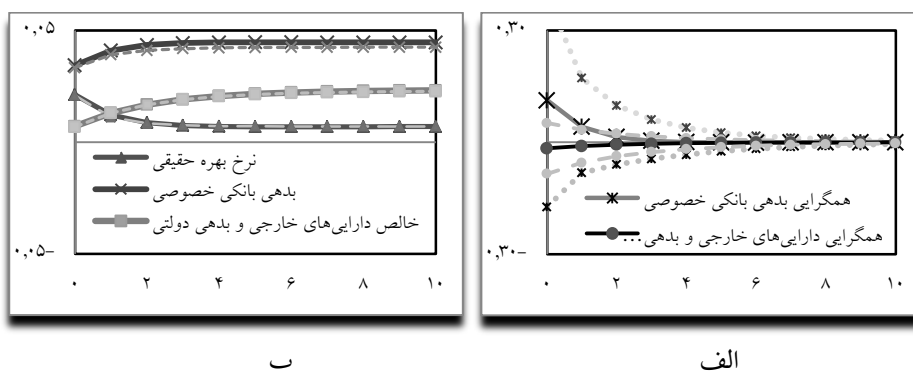 ۰,۳۰
همگرایی بدهی بانکی خصوصی
همگرایی دارایی‌های خارجی و بدهی...
۰,۳۰-
۰ ۲ ۴ ۶ ۸ ۱۰
الف
۰,۰۵
نرخ بهره حقیقی
بدهی بانکی خصوصی
خالص دارایی‌های خارجی و بدهی دولتی
۰,۰۵-
۰ ۲ ۴ ۶ ۸ ۱۰
ب